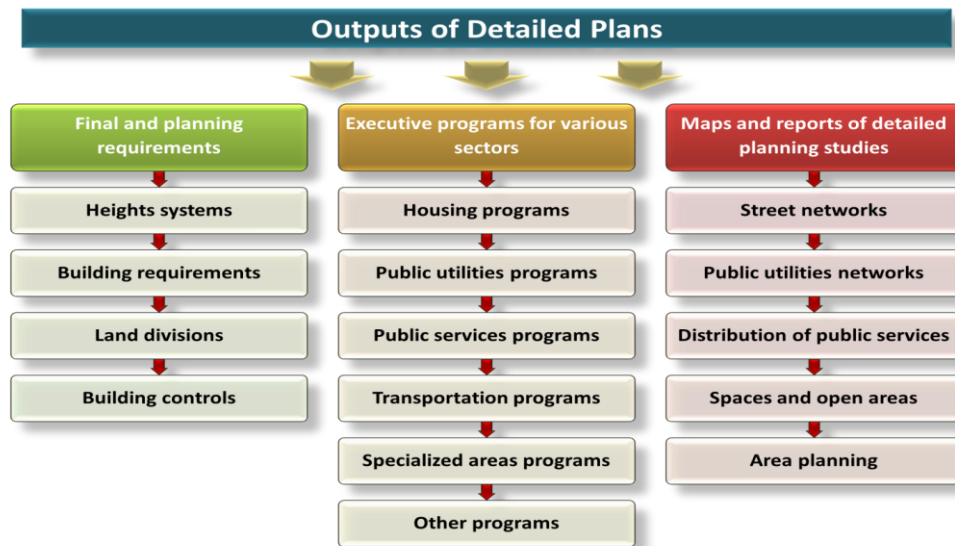 Outputs of Detailed Plans
Final and planning
requirements
Heights systems
Building requirements
Land divisions
Building controls
Executive programs for various
sectors
Housing programs
Public utilities programs
Public services programs
Transportation programs
Specialized areas programs
Other programs
Maps and reports of detailed
planning studies
Street networks
Public utilities networks
Distribution of public services
Spaces and open areas
Area planning